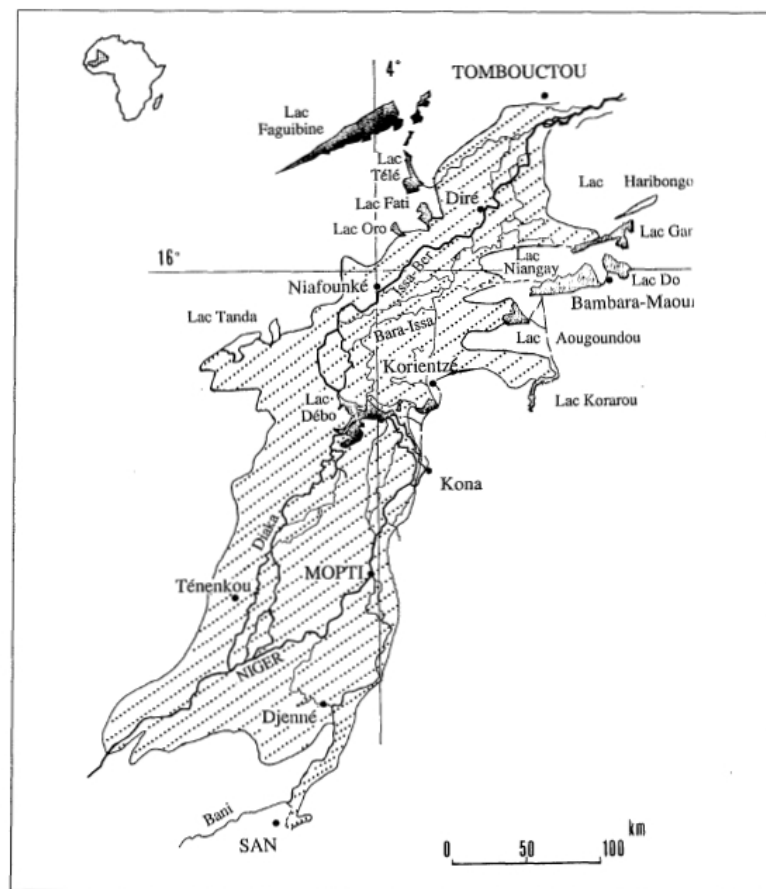 4°
TOMBOUCTOU
Lac
Faguibine
Lac
Télé
Lac Haribongo
Lac Fati
Diré
Lac Oro
Lac Gar
16°
Lac
Niangay
Issa-Ber
Lac Do
Niafounké
Bambara-Maou
Lac Tanda
Bara-Issa
Lac Aougoundou
Korientzé
Lac-
Débo
Lac Korarou
Kona
Diaka
MOPTI
Ténenkou
NIGER
Djenné
Bani
SAN
km
0 50 100